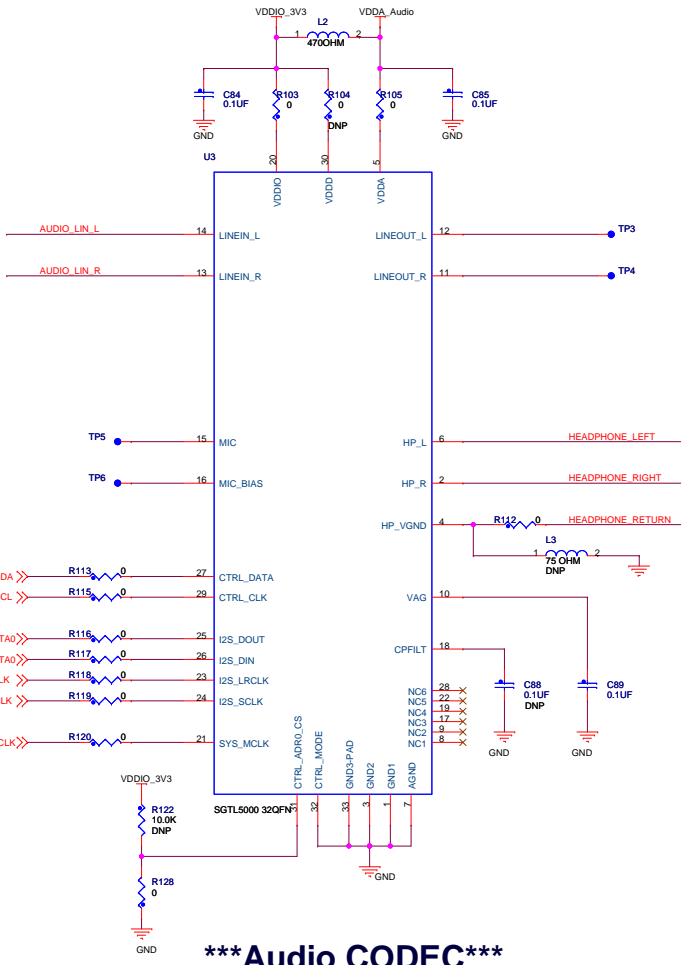 VDDIO_3V3 VDDA_Audio
L2
1 2
470OHM
C84
0.1UF
R103
0
R104
0
DNP
R105
0
C85
0.1UF
GND
GND
U3
20
30
5
VDDIO
VDDD
VDDA
AUDIO_LIN_L
14
LINEIN_L
LINEOUT_L
12
TP3
AUDIO_LIN_R
13
LINEIN_R
LINEOUT_R
11
TP4
TP5
15
MIC
HP_L
6
HEADPHONE_LEFT
TP6
16
MIC_BIAS
HP_R
2
HEADPHONE_RIGHT
HP_VGND
4
R112
0
HEADPHONE_RETURN
L3
1 2
75 OHM
DNP
DA
R113
0
27
CTRL_DATA
CL
R115
0
29
CTRL_CLK
VAG
10
TA0
R116
0
25
I2S_DOUT
TA0
R117
0
26
I2S_DIN
CPFILT
18
LK
R118
0
23
I2S_LRCLK
LK
R119
0
24
I2S_SCLK
NC6
28
NC5
22
NC4
19
NC3
17
NC2
9
NC1
8
C88
0.1UF
DNP
C89
0.1UF
CLK
R120
0
21
SYS_MCLK
GND
GND
CTRL_ADR0_CS
CTRL_MODE
GND3-PAD
GND2
GND1
AGND
SGTL5000 32QFN
31
32
33
3
1
7
VDDIO_3V3
R122
10.0K
DNP
GND
R128
0
GND
***Audio CODEC***